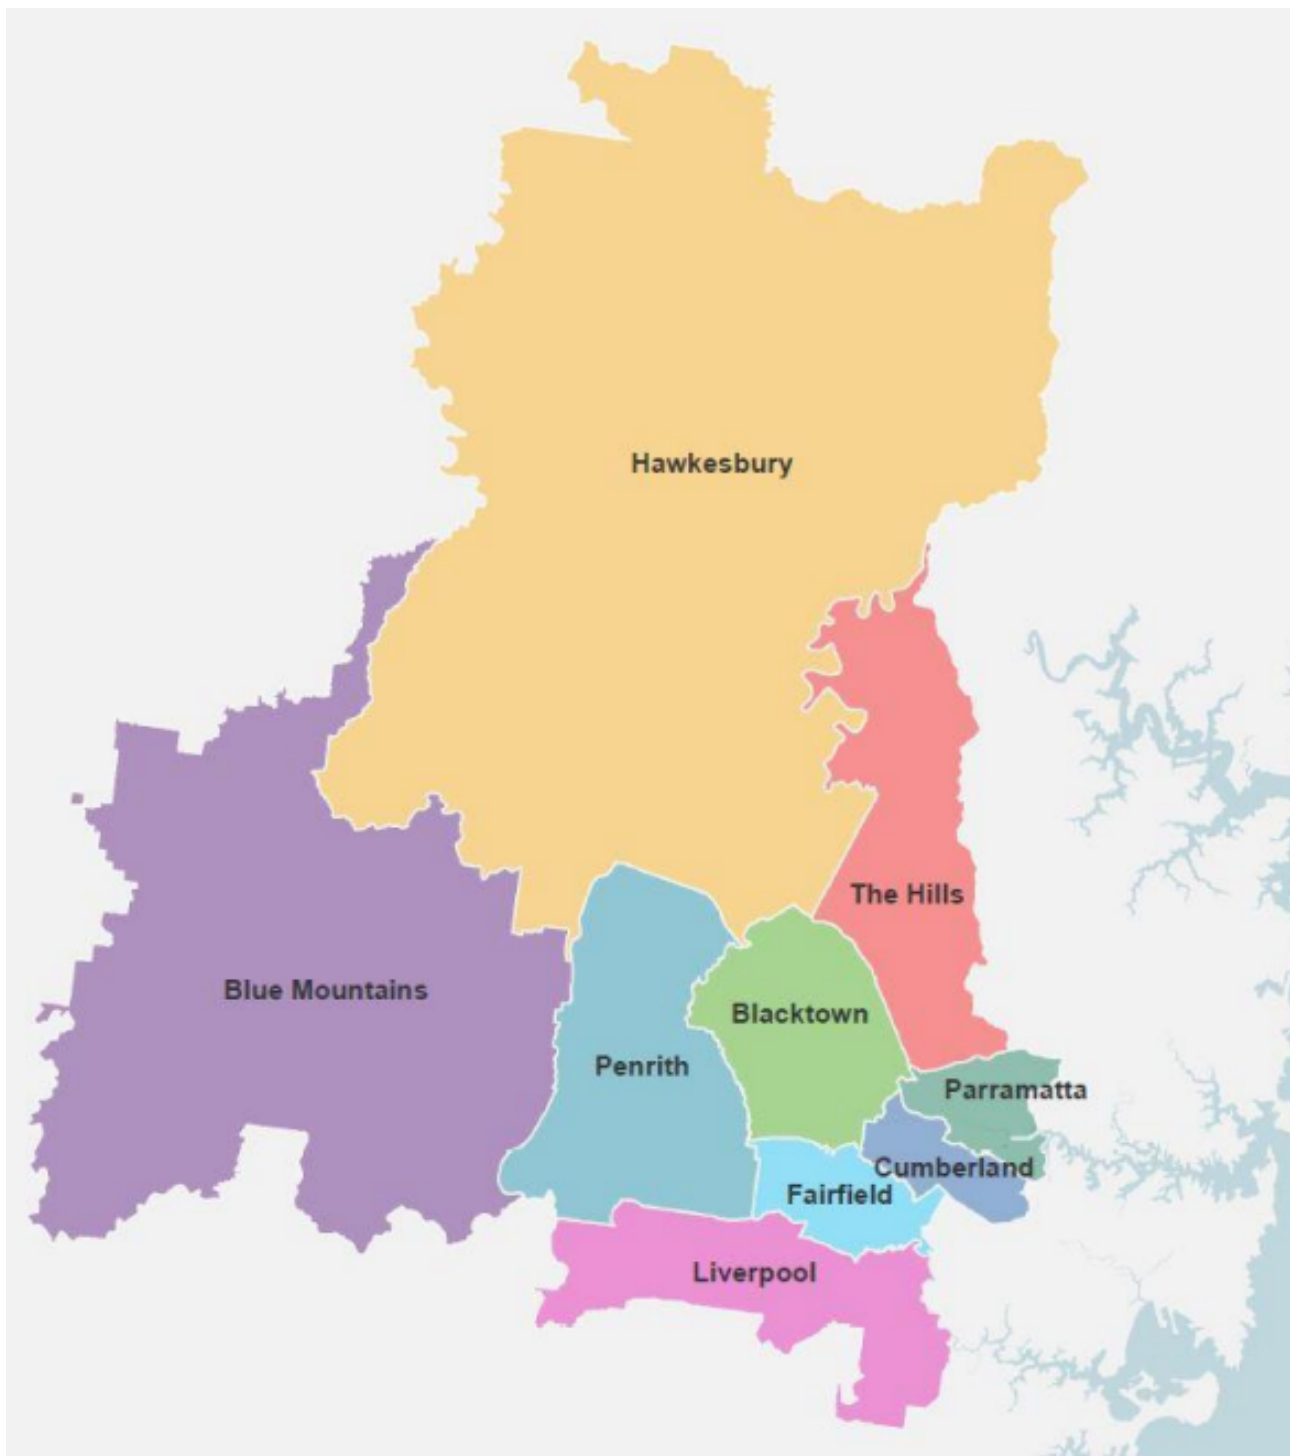 Hawkesbury
The Hills
Blue Mountains
Blacktown
Penrith
Parramatta
Cumberland
Fairfield
Liverpool